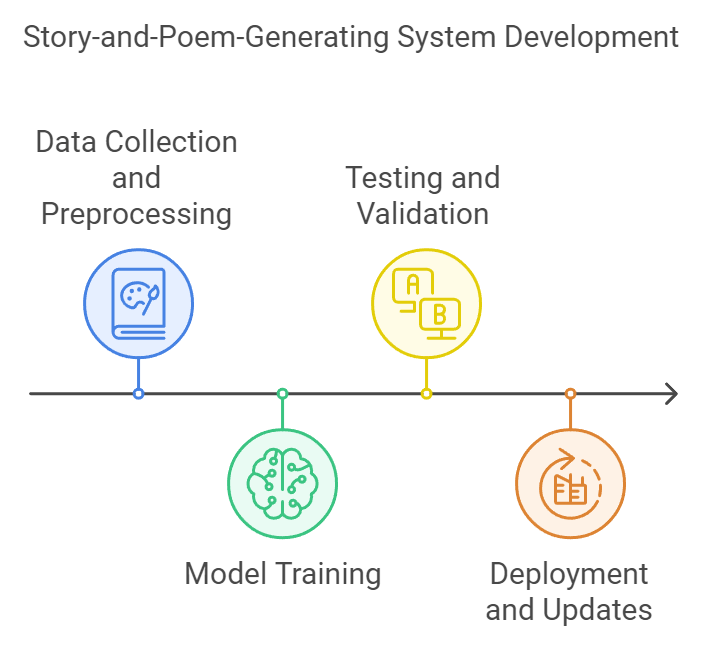 Story-and-Poem-Generating System Development
Data Collection
and
Preprocessing
Testing and
Validation
A
B
Model Training
Deployment
and Updates